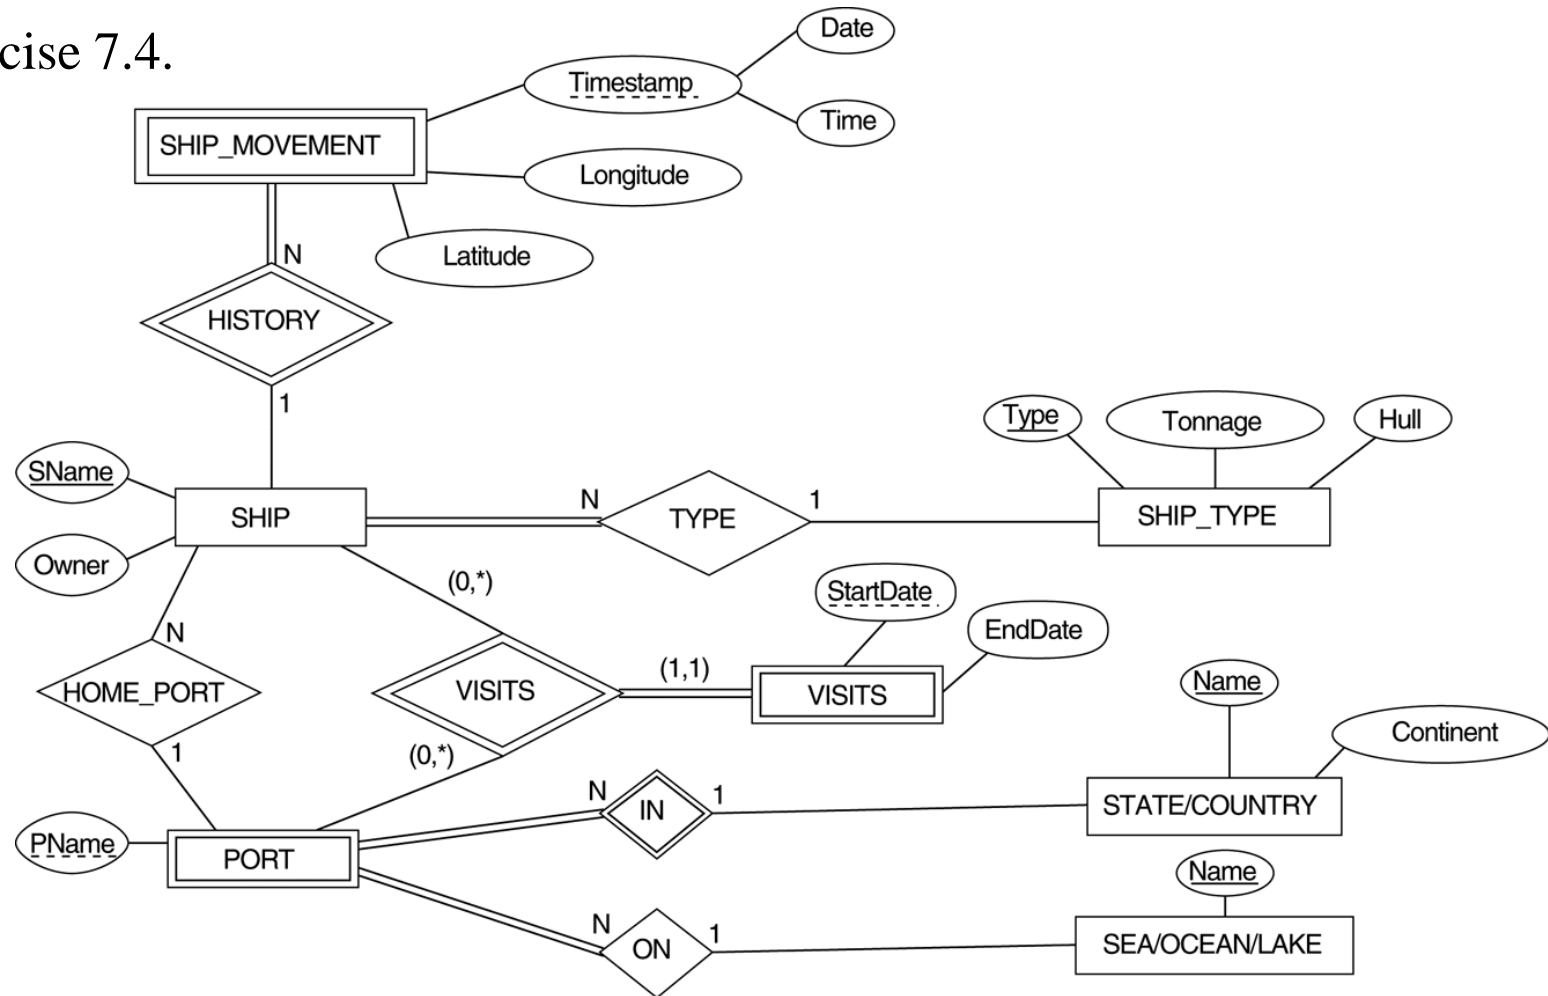 cise 7.4.
Date
Timestamp
Time
SHIP_MOVEMENT
Longitude
Latitude
N
HISTORY
1
SName
Owner
SHIP
N
TYPE
1
Type
Tonnage
Hull
SHIP_TYPE
(0,*)
StartDate
EndDate
N
HOME_PORT
1
VISITS
(1,1)
VISITS
(0,*)
Name
Continent
N
IN
1
STATE/COUNTRY
PName
PORT
Name
N
ON
1
SEA/OCEAN/LAKE